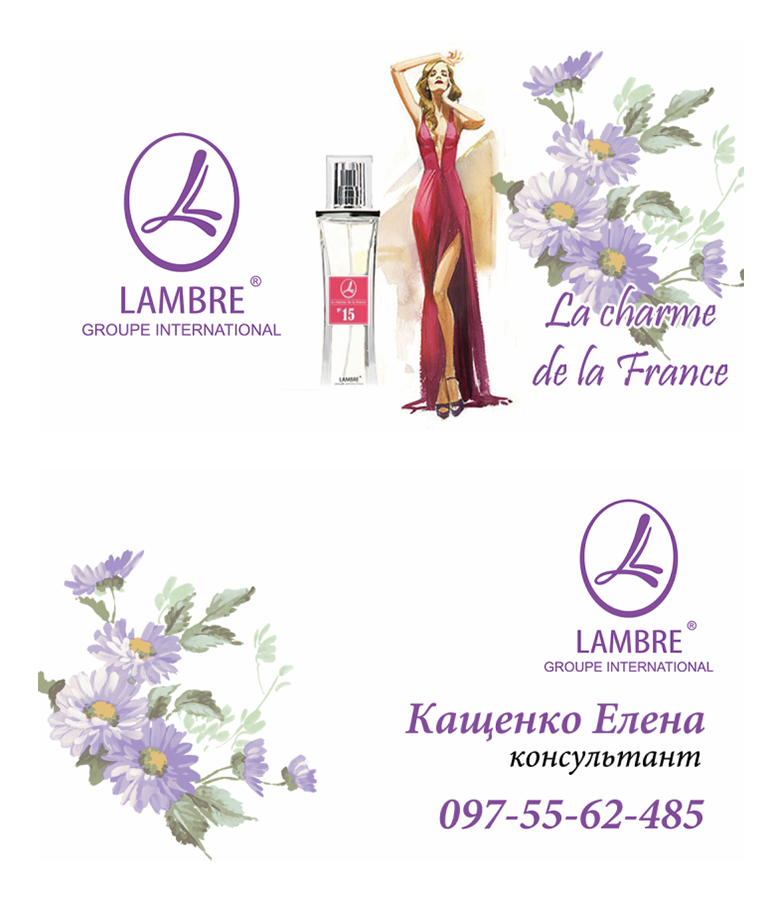 LAMBRE®
GROUPE INTERNATIONAL
№15
LAMBRE®
La charme
de la France
LAMBRE®
GROUPE INTERNATIONAL
Кащенко Елена
консультант
097-55-62-485